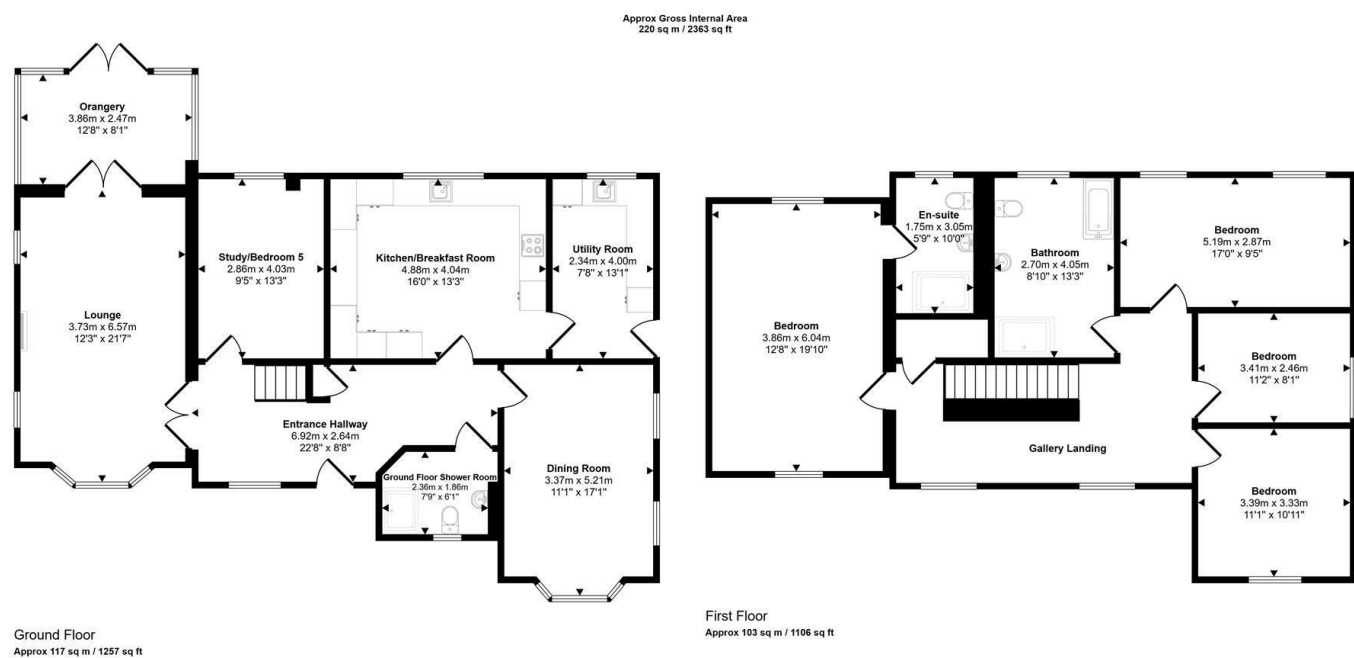 Approx Gross Internal Area
220 sq m / 2363 sq ft
Orangery
3.86m x 2.47m
12'8" x 8'1"
Lounge
3.73m x 6.57m
12'3" x 21'7"
Study/Bedroom 5
2.86m x 4.03m
9'5" x 13'3"
Kitchen/Breakfast Room
4.88m x 4.04m
16'0" x 13'3"
Utility Room
2.34m x 4.00m
7'8" x 13'1"
Entrance Hallway
6.92m x 2.64m
22'8" x 8'8"
Ground Floor Shower Room
2.36m x 1.86m
7'9" x 6'1"
Dining Room
3.37m x 5.21m
11'1" x 17'1"
Ground Floor
Approx 117 sq m / 1257 sq ft
Bedroom
3.86m x 6.04m
12'8" x 19'10"
En-suite
1.75m x 3.05m
5'9" x 10'0"
Bathroom
2.70m x 4.05m
8'10" x 13'3"
Bedroom
5.19m x 2.87m
17'0" x 9'5"
Bedroom
3.41m x 2.46m
11'2" x 8'1"
Gallery Landing
Bedroom
3.39m x 3.33m
11'1" x 10'11"
First Floor
Approx 103 sq m / 1106 sq ft